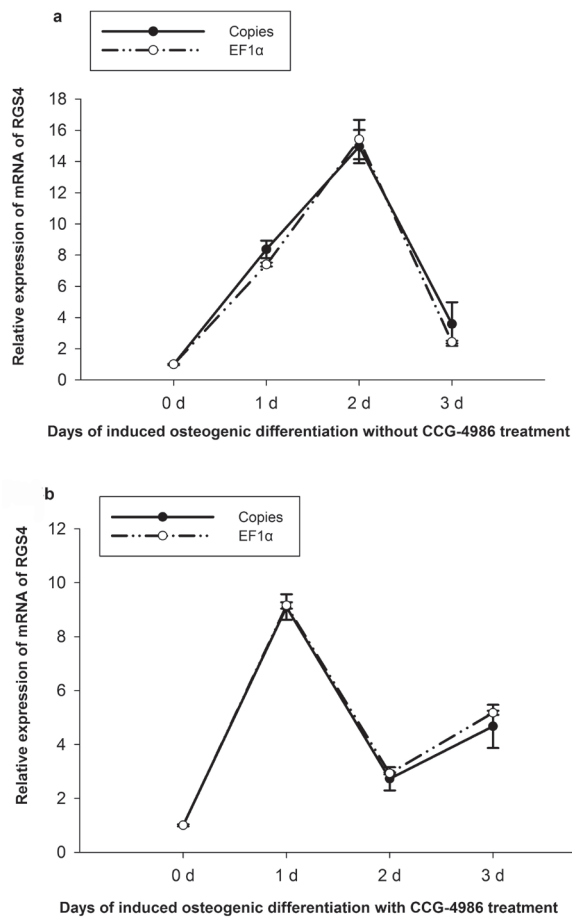 a
Copies
EF1α
Relative expression of mRNA of RGS4
18
16
14
12
10
8
6
4
2
0
0 d 1 d 2 d 3 d
Days of induced osteogenic differentiation without CCG-4986 treatment
b
Copies
EF1α
Relative expression of mRNA of RGS4
12
10
8
6
4
2
0
0 d 1 d 2 d 3 d
Days of induced osteogenic differentiation with CCG-4986 treatment